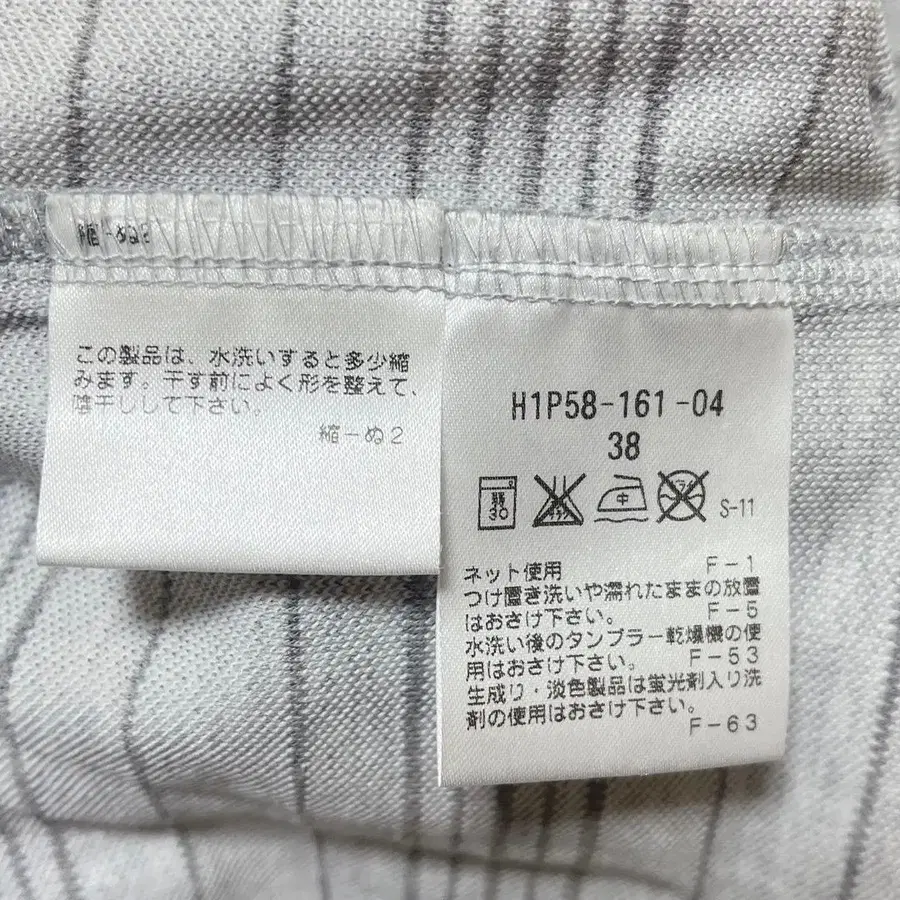 縮-ぬ2
この製品は、水洗いすると多少縮
みます。干す前によく形を整えて、
陰干しして下さい。
縮-ぬ2
H1P58-161-04
38
弱
30
中
S-11
ネット使用 F-1
つけ置き洗いや濡れたままの放置
はおさけ下さい。 F-5
水洗い後のタンブラー乾燥機の使
用はおさけ下さい。 F-53
生成り・淡色製品は蛍光剤入り洗
剤の使用はおさけ下さい。
F-63